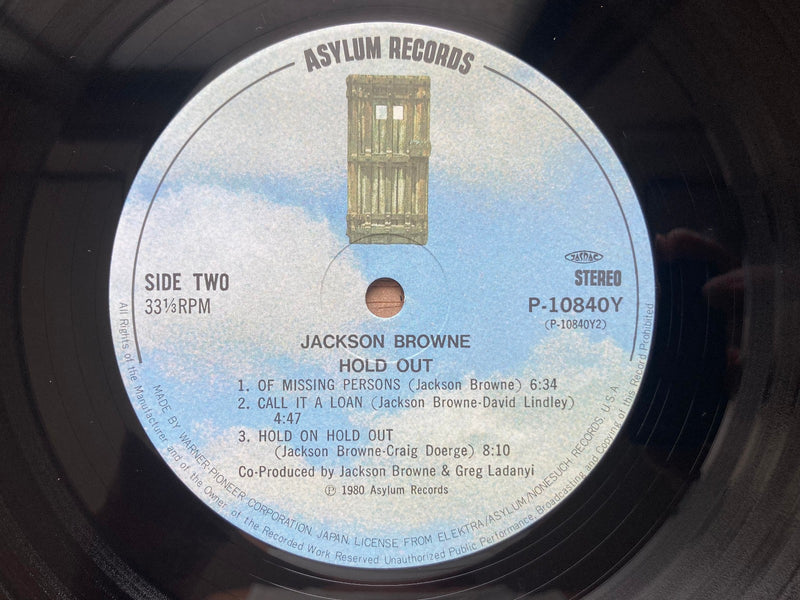 ASYLUM RECORDS
SIDE TWO
33⅓RPM
JASRAC
STEREO
P-10840Y
(P-10840Y2)
JACKSON BROWNE
HOLD OUT
1. OF MISSING PERSONS (Jackson Browne) 6:34
2. CALL IT A LOAN (Jackson Browne-David Lindley)
4:47
3. HOLD ON HOLD OUT
(Jackson Browne-Craig Doerge) 8:10
Co-Produced by Jackson Browne & Greg Ladanyi
Ⓟ 1980 Asylum Records
MADE BY WARNER-PIONEER CORPORATION, JAPAN, LICENSE FROM ELEKTRA/ASYLUM/NONESUCH RECORDS, U.S.A.
All Rights of the Manufacturer and of the Owner of the Recorded Work Reserved. Unauthorized Public Performance, Broadcasting and Copying of this Record Prohibited